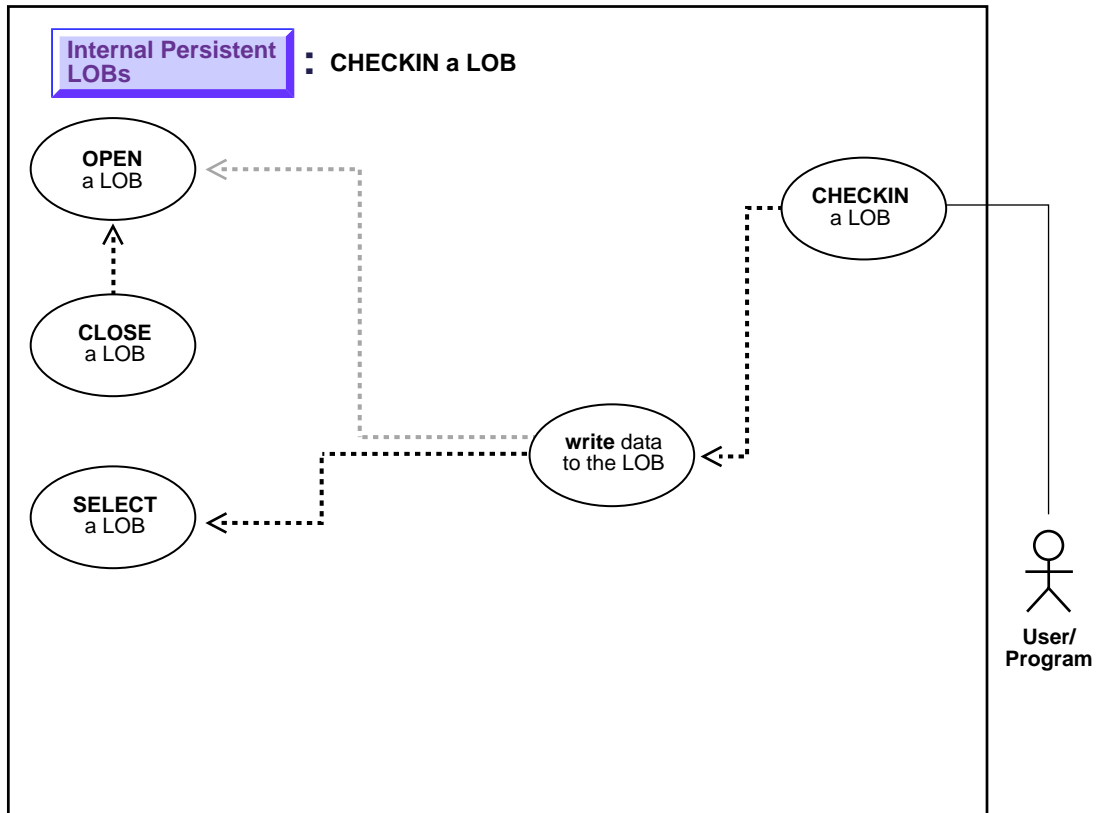 Internal Persistent
LOBs
: CHECKIN a LOB
OPEN
a LOB
CHECKIN
a LOB
CLOSE
a LOB
write data
to the LOB
SELECT
a LOB
User/
Program